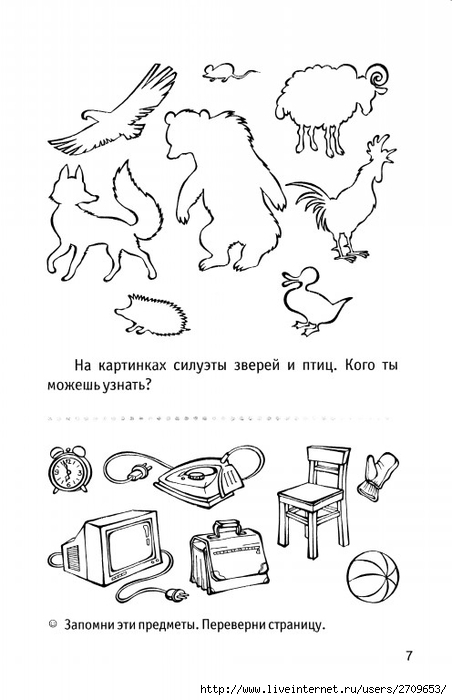 На картинках силуэты зверей и птиц. Кого ты
можешь узнать?
Запомни эти предметы. Переверни страницу.
7
http://www.liveinternet.ru/users/2709653/